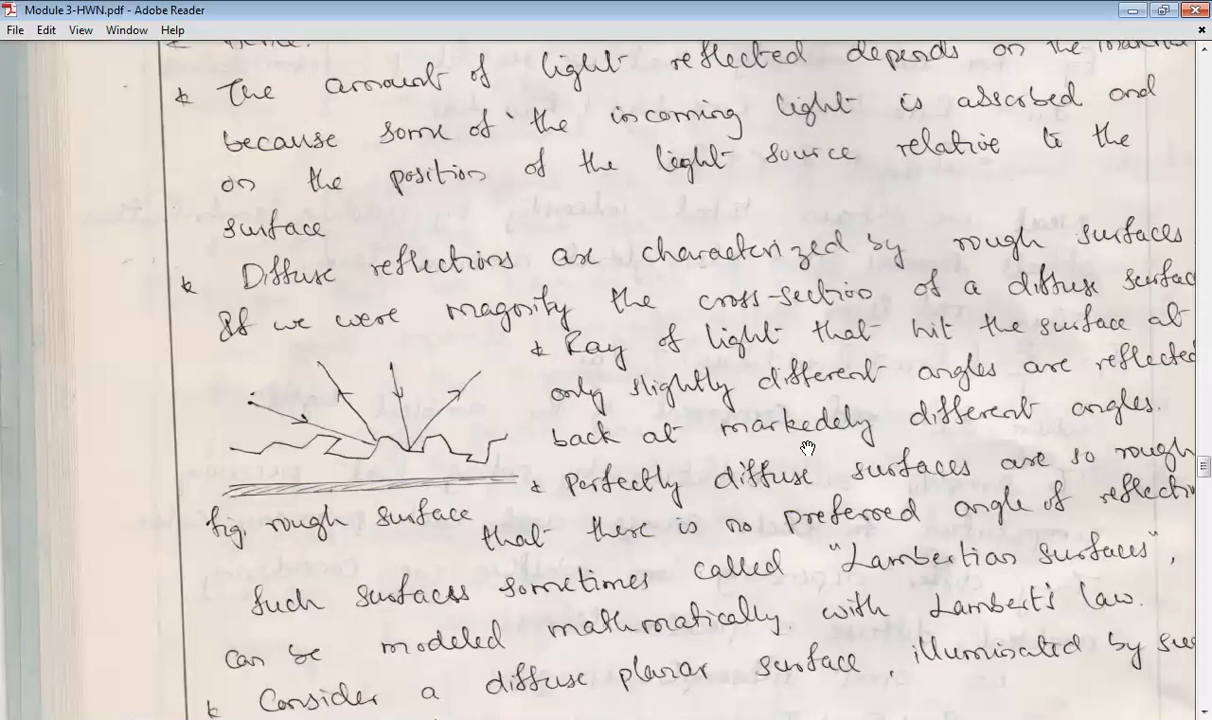 Module 3-HWN.pdf - Adobe Reader
File Edit View Window Help
* The amount of light reflected depends on the
because some of the incoming light is absorbed and
on the position of the light source relative to the
surface
* Diffuse reflections are characterized by rough surfaces
If we were magnify the cross-section of a diffuse surfac
* Ray of light that hit the surface at
only slightly different angles are reflected
back at markedely different angles.
* Perfectly diffuse surfaces are so rough
fig. rough surface
that there is no preferred angle of reflecti
Such surfaces sometimes called "Lambertian surfaces",
can be modeled mathematically with Lambert's law.
* Consider a diffuse planar surface, illuminated by